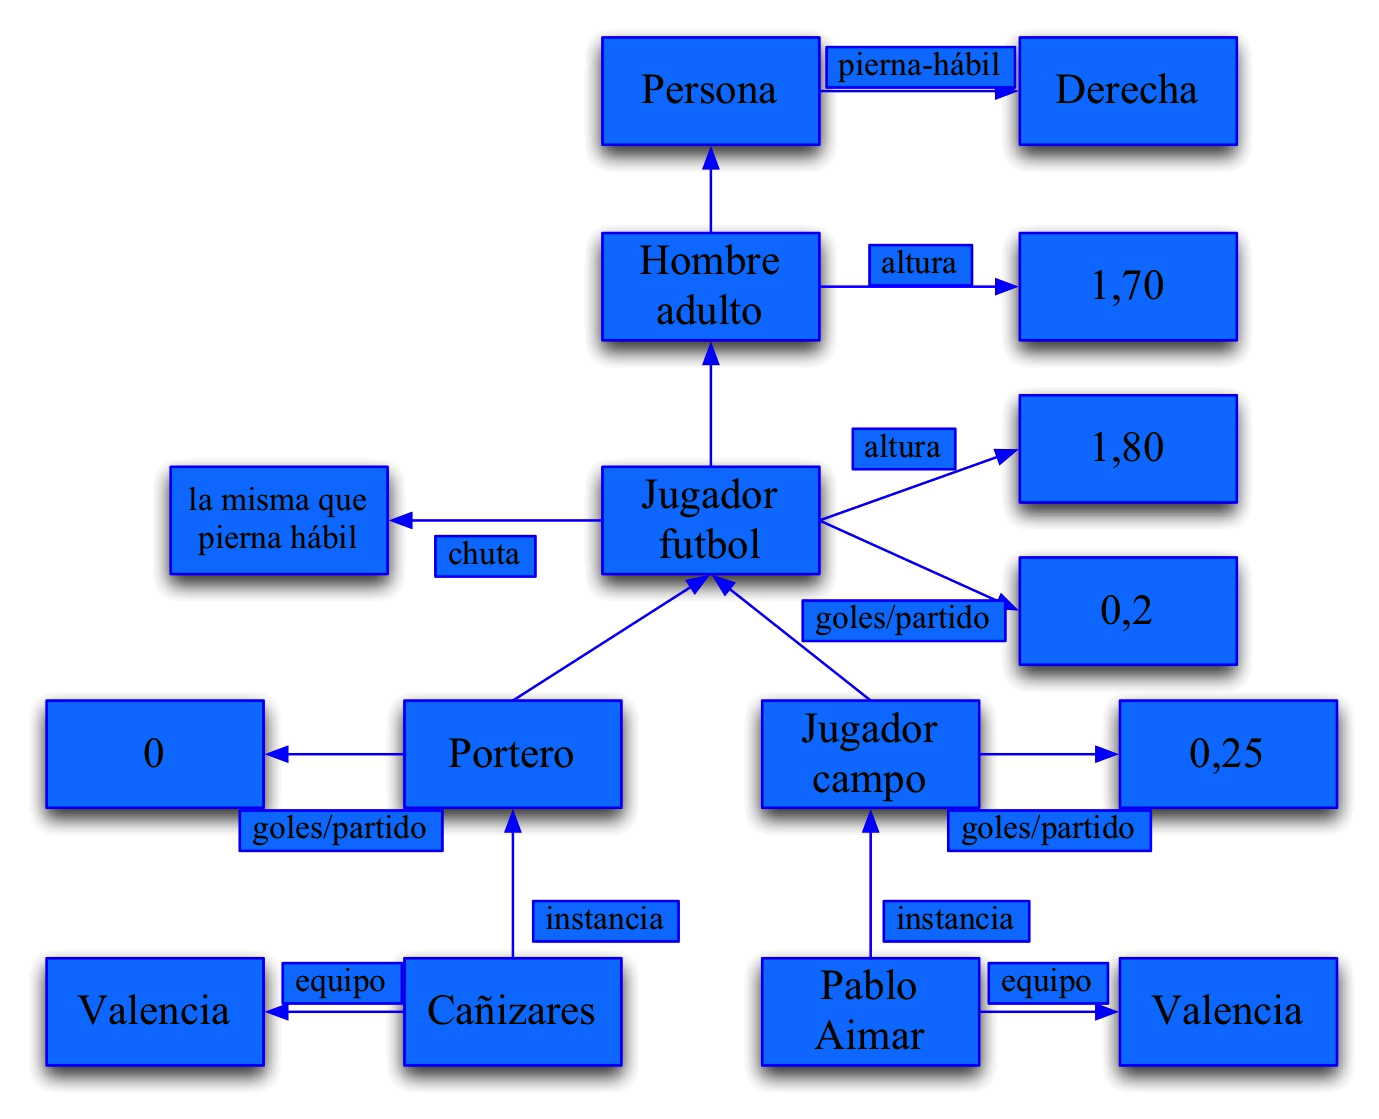 Persona
pierna-hábil
Derecha
Hombre
adulto
altura
1,70
altura
1,80
la misma que
pierna hábil
chuta
Jugador
futbol
goles/partido
0,2
0
goles/partido
Portero
Jugador
campo
goles/partido
0,25
instancia
instancia
Valencia
equipo
Cañizares
Pablo
Aimar
equipo
Valencia